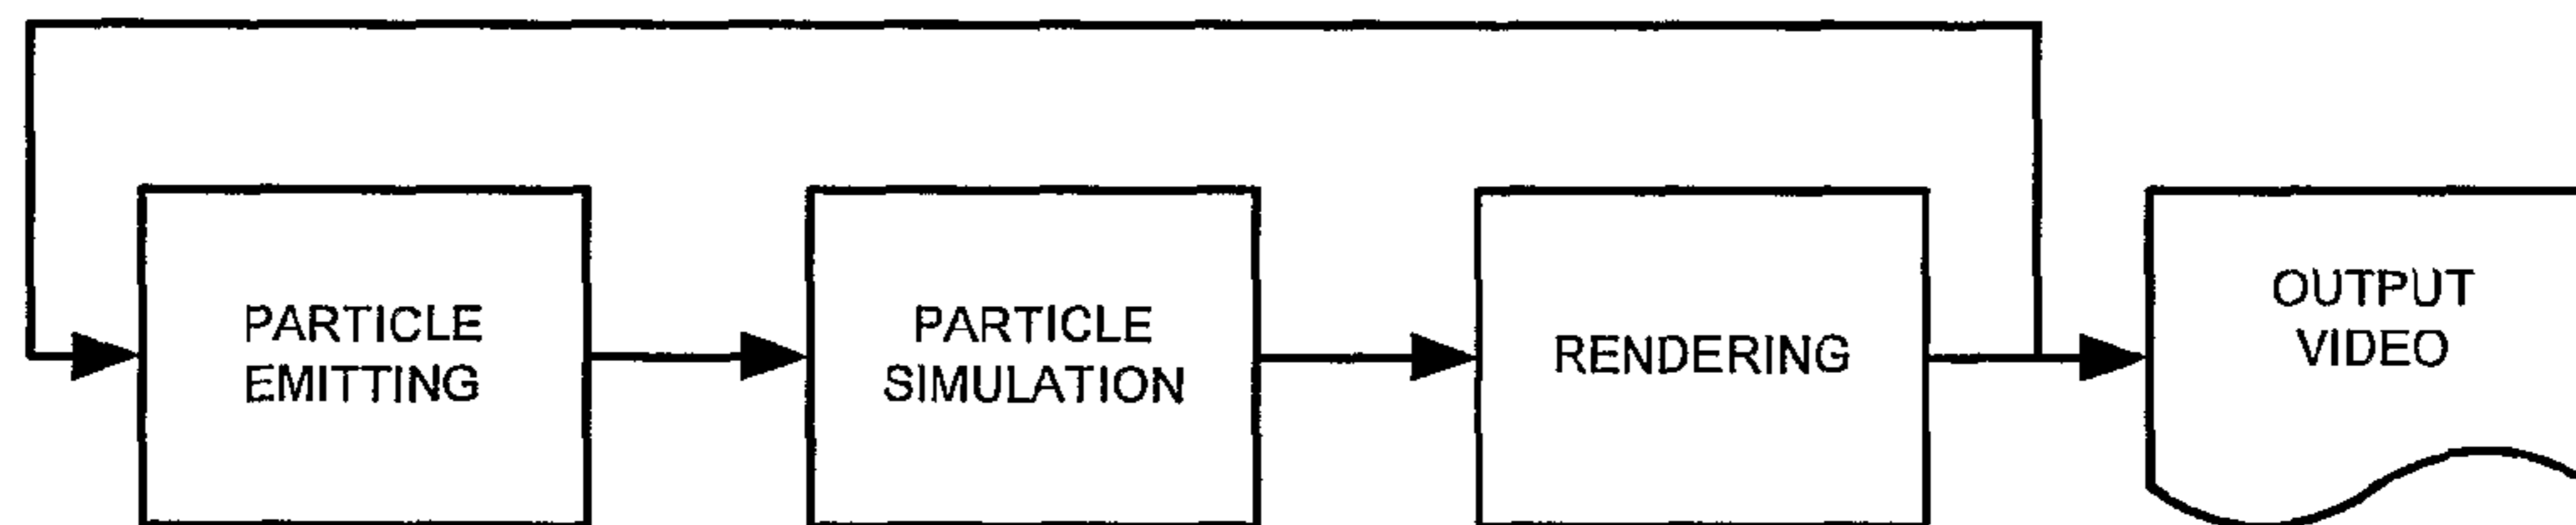 PARTICLE
EMITTING
PARTICLE
SIMULATION
RENDERING
OUTPUT
VIDEO